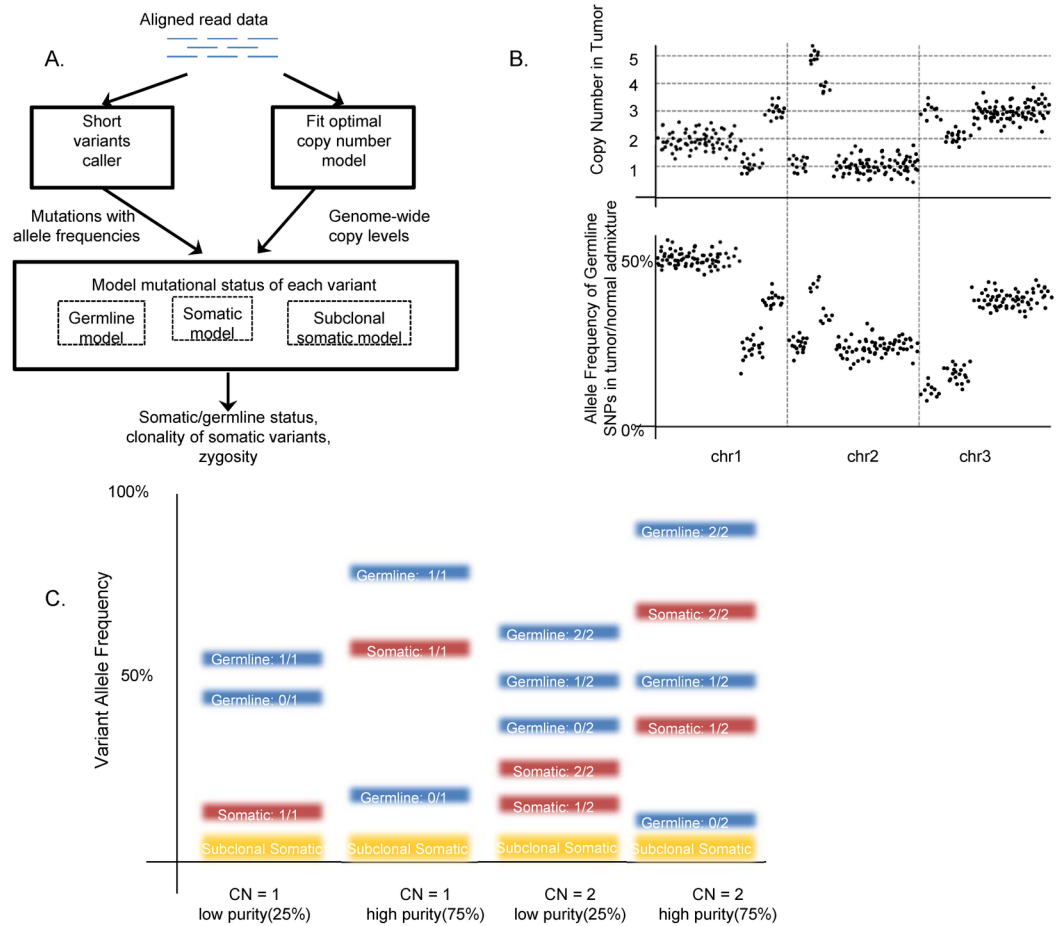 Aligned read data
A.
Short
variants
caller
Fit optimal
copy number
model
Mutations with
allele frequencies
Genome-wide
copy levels
Model mutational status of each variant
Germline
model
Somatic
model
Subclonal
somatic model
Somatic/germline status,
clonality of somatic variants,
zygosity
B.
Copy Number in Tumor
5
4
3
2
1
Allele Frequency of Germline
SNPs in tumor/normal admixture
50%
0%
chr1
chr2
chr3
C.
Variant Allele Frequency
100%
50%
Germline: 1/1
Germline: 0/1
Somatic: 1/1
Subclonal Somatic
Germline: 1/1
Somatic: 1/1
Germline: 0/1
Subclonal Somatic
Germline: 2/2
Germline: 1/2
Germline: 0/2
Somatic: 2/2
Somatic: 1/2
Subclonal Somatic
Germline: 2/2
Somatic: 2/2
Germline: 1/2
Somatic: 1/2
Germline: 0/2
Subclonal Somatic
CN = 1
low purity(25%)
CN = 1
high purity(75%)
CN = 2
low purity(25%)
CN = 2
high purity(75%)